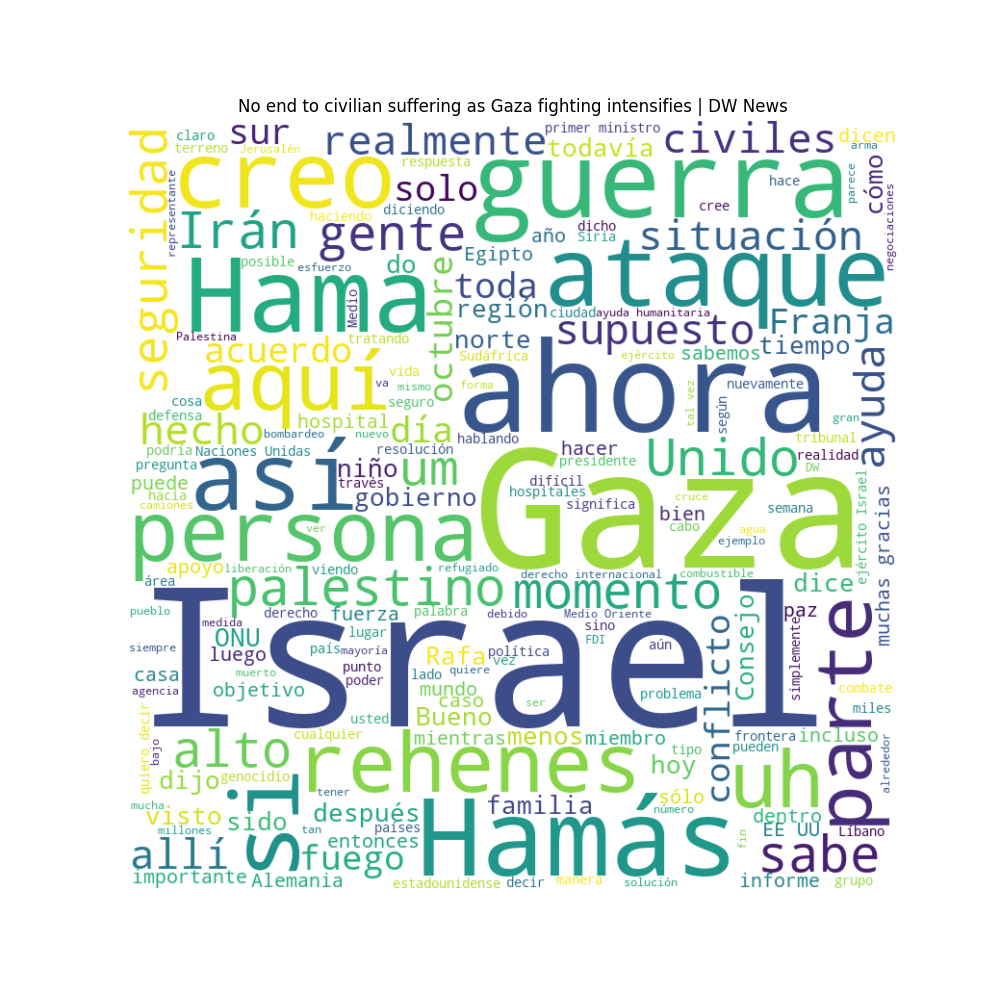 No end to civilian suffering as Gaza fighting intensifies | DW News
claro
sur
realmente
primer ministro
civiles
dicen
terreno
Jerusalén
respuesta
todavía
arma
seguridad
representante
creo
solo
guerra
hace
parece
cómo
cree
haciendo
diciendo
Irán
gente
año
dicho
Siria
situación
negociaciones
posible
esfuerzo
do
Egipto
Hama
Medio
octubre
toda
ataque
región
ciudad
ayuda humanitaria
supuesto
Franja
Palestina
tratando
norte
tiempo
acuerdo
Sudáfrica
ejército
sabemos
aquí
vida
va
mismo
forma
ahora
tal vez
según
nuevamente
ayuda
cosa
seguro
defensa
hospital
gran
hecho
bombardeo
nuevo
día
hablando
tribunal
podría
Naciones Unidas
resolución
hacer
Unido
realidad
pregunta
así
niño
um
presidente
DW
puede
través
difícil
hacia
gobierno
hospitales
significa
cruce
semana
camiones
bien
cabo
persona
ver
Gaza
agua
ejemplo
ejército Israel
muchas gracias
apoyo
liberación
viendo
refugiado
derecho internacional
combustible
área
palestino
momento
dice
pueblo
medida
derecho
fuerza
palabra
debido
Medio Oriente
paz
Israel
siempre
ONU
lugar
sino
FDI
aún
conflicto
Consejo
simplemente
parte
luego
país
mayoría
Rafa
vez
política
casa
muerto
punto
poder
lado
quiere
agencia
objetivo
mundo
caso
ser
problema
combate
usted
Bueno
miles
quiero decir
bajo
cualquier
mientras
menos
miembro
frontera
incluso
alto
rehenes
tipo
pueden
alrededor
dijo
genocidio
si
hoy
uh
tener
mucha
visto
sido
después
familia
sólo
número
dentro
millones
tan
países
Hamás
EE UU
Líbano
allí
entonces
fuego
fin
sabe
importante
Alemania
estadounidense
decir
manera
solución
informe
grupo